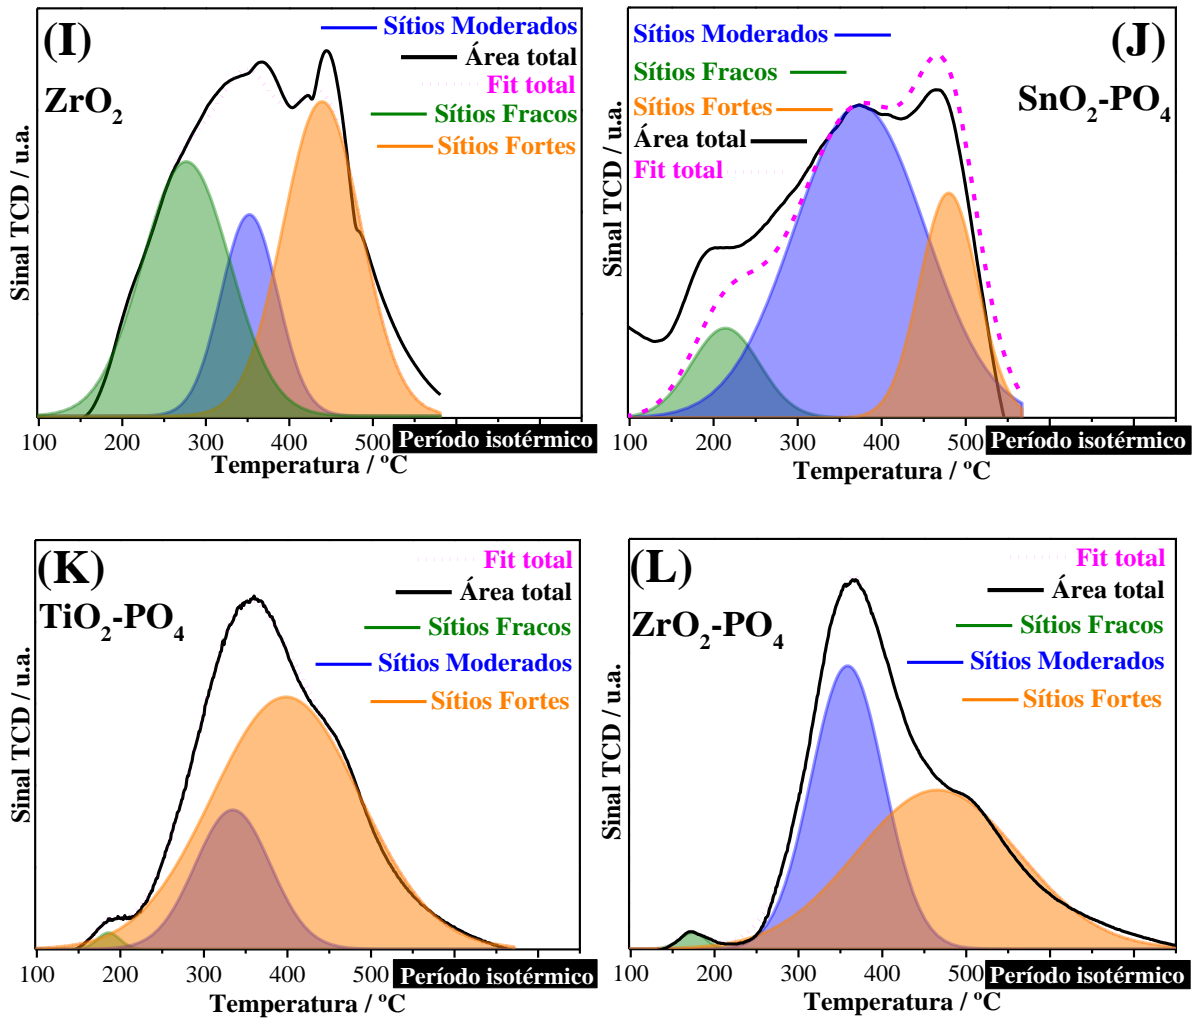 (I)
ZrO2
Sítios Moderados
Área total
Fit total
Sítios Fracos
Sítios Fortes
Sinal TCD / u.a.
100 200 300 400 500
Período isotérmico
Temperatura / ºC
(J)
SnO2-PO4
Sítios Moderados
Sítios Fracos
Sítios Fortes
Área total
Fit total
Sinal TCD / u.a.
100 200 300 400 500
Período isotérmico
Temperatura / ºC
(K)
TiO2-PO4
Fit total
Área total
Sítios Fracos
Sítios Moderados
Sítios Fortes
Sinal TCD / u.a.
100 200 300 400 500
Período isotérmico
Temperatura / ºC
(L)
ZrO2-PO4
Fit total
Área total
Sítios Fracos
Sítios Moderados
Sítios Fortes
Sinal TCD / u.a.
100 200 300 400 500
Período isotérmico
Temperatura / ºC